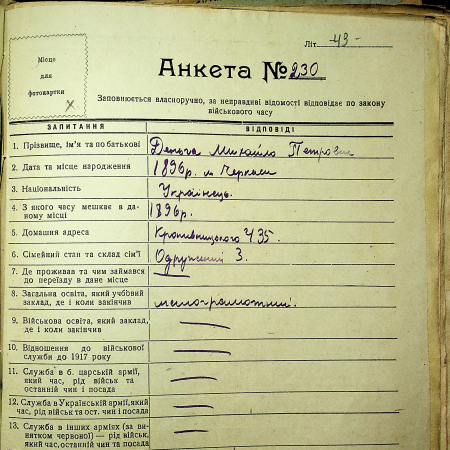 Літ. 43
Місце
для
фотокартки
Анкета № 230
Заповнюється власноручно, за неправдиві відомості відповідає по закону
військового часу
ЗАПИТАННЯ ВІДПОВІДІ
1. Прізвище, ім'я та по батькові Михайло Петрович
2. Дата та місце народження 1896р. м Черкаси
3. Національність Українець.
4. З якого часу мешкає в да-
ному місці 1896р.
5. Домашня адреса Кропивницького 435.
6. Сімейний стан та склад сім'ї Одружений 3.
7. Де проживав та чим займався
до переїзду в дане місце —
8. Загальна освіта, який учбівий
заклад, де і коли закінчив малограмотний.
9. Військова освіта, який заклад,
де і коли закінчив —
10. Відношення до військової
служби до 1917 року —
11. Служба в б. царській армії,
який час, рід військ та
останній чин і посада —
12. Служба в Українській армії, який
час, рід військ та ост. чин і посада —
13. Служба в інших арміях (за ви-
нятком червоної) — рід військ,
який час, останній чин та посада —